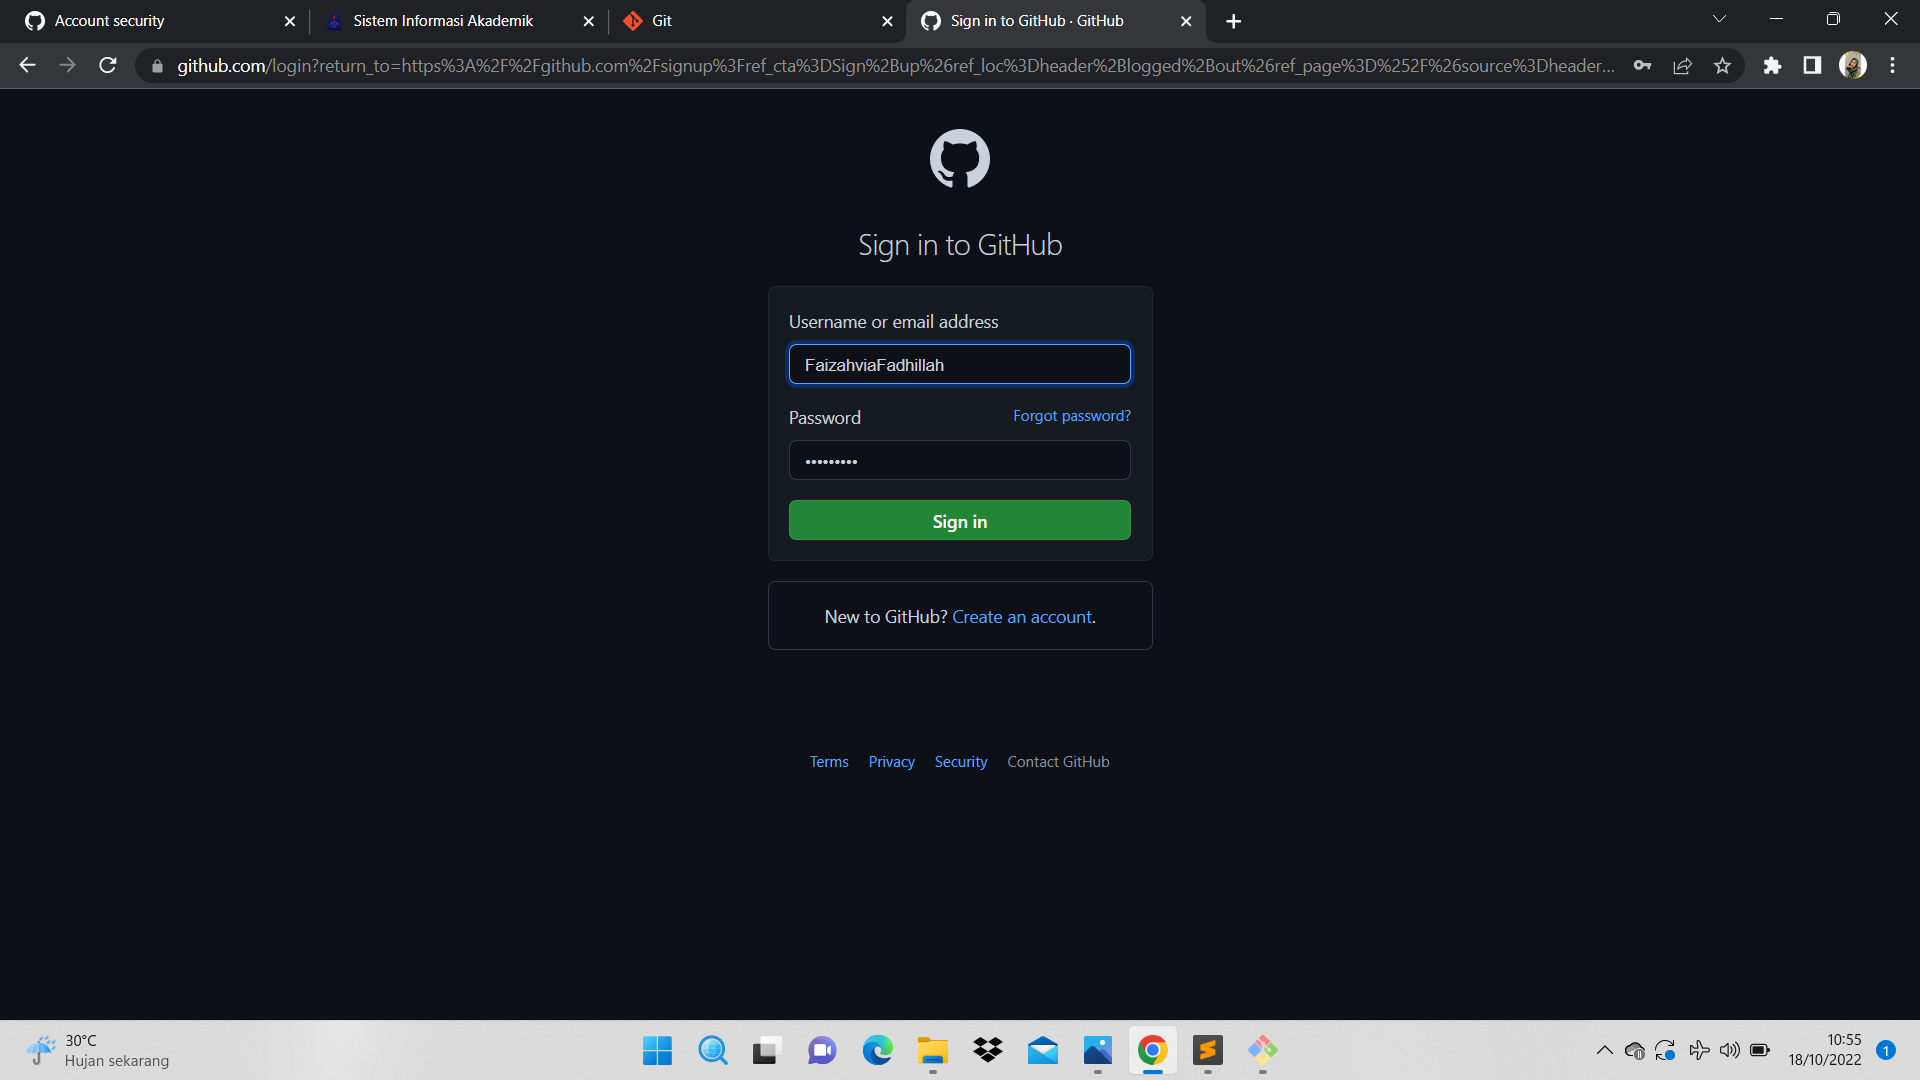 Account security
Sistem Informasi Akademik
Git
Sign in to GitHub · GitHub
github.com/login?return_to=https%3A%2F%2Fgithub.com%2Fsignup%3Fref_cta%3DSign%2Bup%26ref_loc%3Dheader%2Blogged%2Bout%26ref_page%3D%252F%26source%3Dheader...
Sign in to GitHub
Username or email address
FaizahviaFadhillah
Password
Forgot password?
•••••••••
Sign in
New to GitHub? Create an account.
Terms
Privacy
Security
Contact GitHub
30°C
Hujan sekarang
10:55
18/10/2022
1